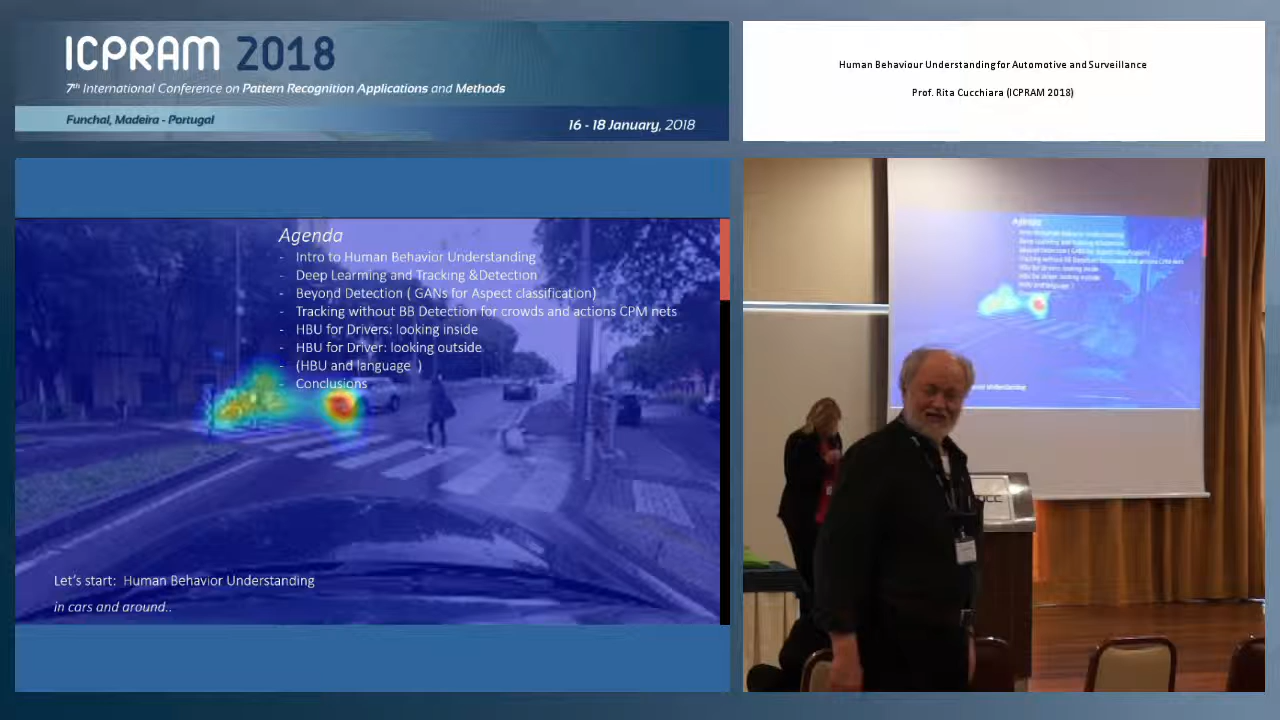 ICPRAM 2018
7th International Conference on Pattern Recognition Applications and Methods
Funchal, Madeira - Portugal
16 - 18 January, 2018
Human Behaviour Understanding for Automotive and Surveillance
Prof. Rita Cucchiara (ICPRAM 2018)
Agenda
- Intro to Human Behavior Understanding
- Deep Learning and Tracking &Detection
- Beyond Detection ( GANs for Aspect classification)
- Tracking without BB Detection for crowds and actions CPM nets
- HBU for Drivers: looking inside
- HBU for Driver: looking outside
- (HBU and language )
- Conclusions
Let's start: Human Behavior Understanding
in cars and around..